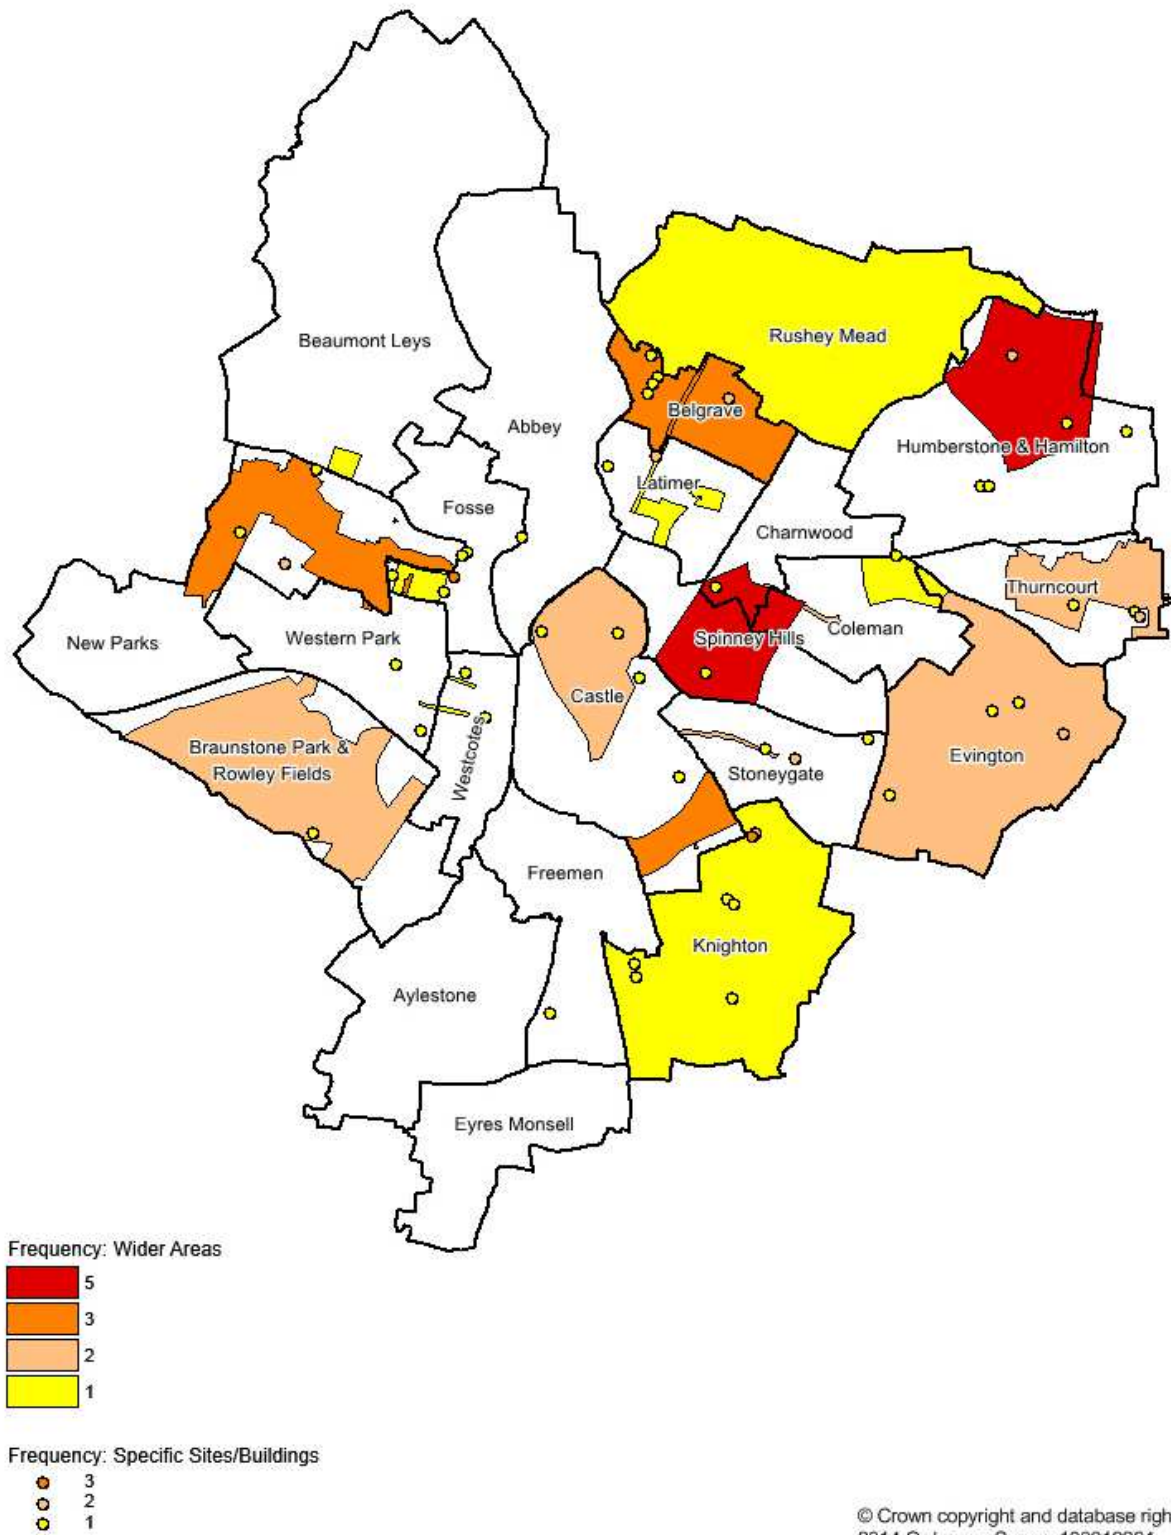 Beaumont Leys
Rushey Mead
Abbey
Belgrave
Humberstone & Hamilton
Latimer
Fosse
Charnwood
Thurncourt
New Parks
Western Park
Spinney Hills
Coleman
Castle
Braunstone Park &
Rowley Fields
Westcotes
Stoneygate
Evington
Freemen
Knighton
Aylestone
Eyres Monsell
Frequency: Wider Areas
5
3
2
1
Frequency: Specific Sites/Buildings
3
2
1
© Crown copyright and database